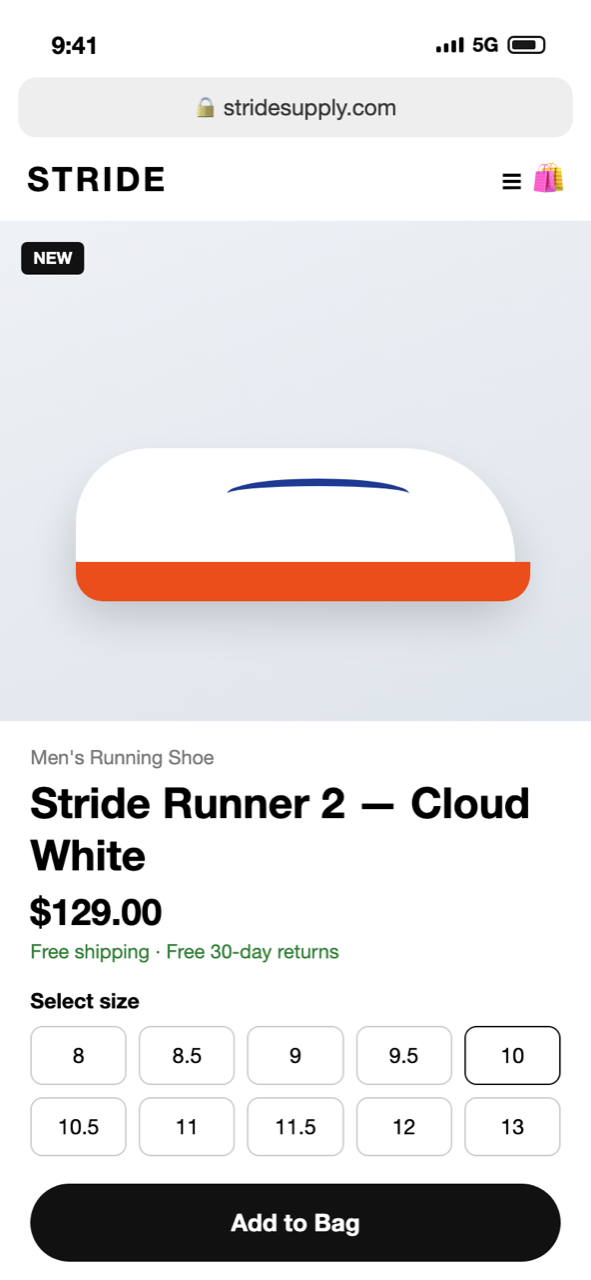 9:41
5G
stridesupply.com
STRIDE
NEW
Men's Running Shoe
Stride Runner 2 — Cloud
White
$129.00
Free shipping · Free 30-day returns
Select size
8 8.5 9 9.5 10
10.5 11 11.5 12 13
Add to Bag